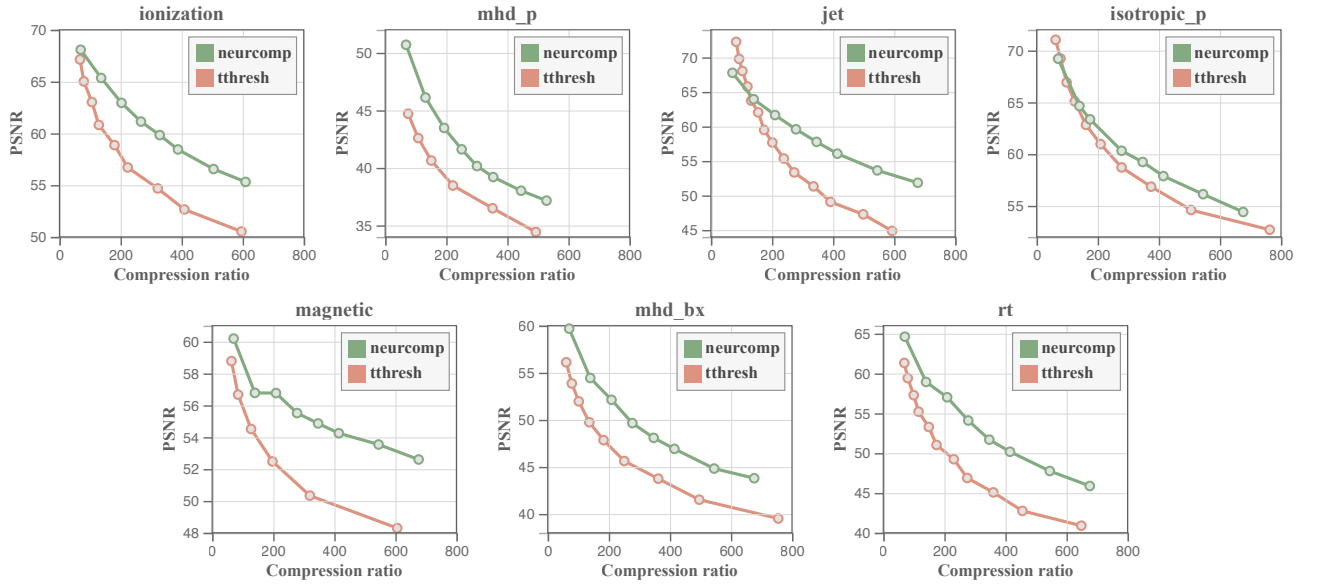 ionization
mhd_p
jet
isotropic_p
70
65
60
55
50
PSNR
0
200
400
600
800
Compression ratio
neurcomp
tthresh
50
45
40
35
PSNR
0
200
400
600
800
Compression ratio
neurcomp
tthresh
70
65
60
55
50
45
PSNR
0
200
400
600
800
Compression ratio
neurcomp
tthresh
70
65
60
55
PSNR
0
200
400
600
800
Compression ratio
neurcomp
tthresh
magnetic
mhd_bx
rt
60
58
56
54
52
50
48
PSNR
0
200
400
600
800
Compression ratio
neurcomp
tthresh
60
55
50
45
40
PSNR
0
200
400
600
800
Compression ratio
neurcomp
tthresh
65
60
55
50
45
40
PSNR
0
200
400
600
800
Compression ratio
neurcomp
tthresh